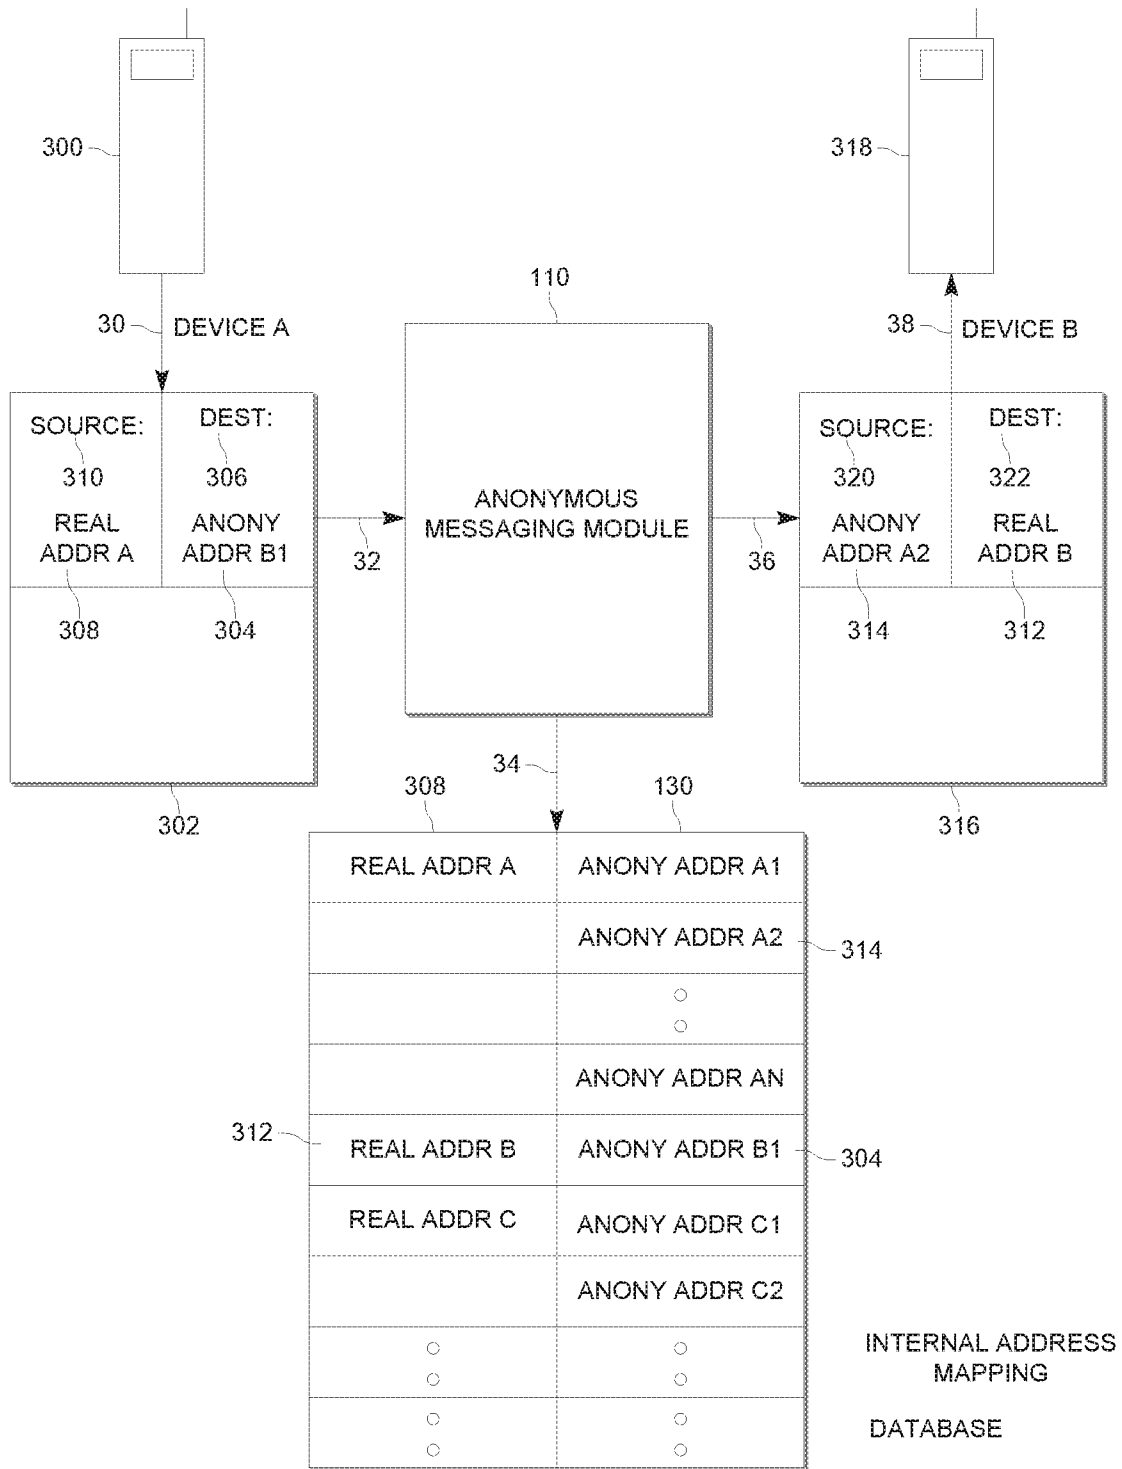 300
318
110
30
DEVICE A
38
DEVICE B
SOURCE:
DEST:
310
306
REAL
ADDR A
ANONY
ADDR B1
308
304
32
ANONYMOUS
MESSAGING MODULE
36
SOURCE:
DEST:
320
322
ANONY
ADDR A2
REAL
ADDR B
314
312
302
316
34
308
130
REAL ADDR A
ANONY ADDR A1
ANONY ADDR A2
314
ANONY ADDR AN
312
REAL ADDR B
ANONY ADDR B1
304
REAL ADDR C
ANONY ADDR C1
ANONY ADDR C2
INTERNAL ADDRESS
MAPPING
DATABASE